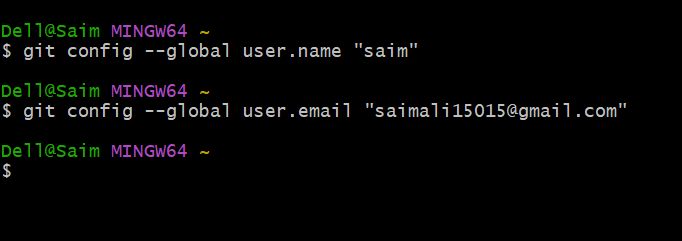 Dell@Saim MINGW64 ~
$ git config --global user.name "saim"
Dell@Saim MINGW64 ~
$ git config --global user.email "saimali15015@gmail.com"
Dell@Saim MINGW64 ~
$